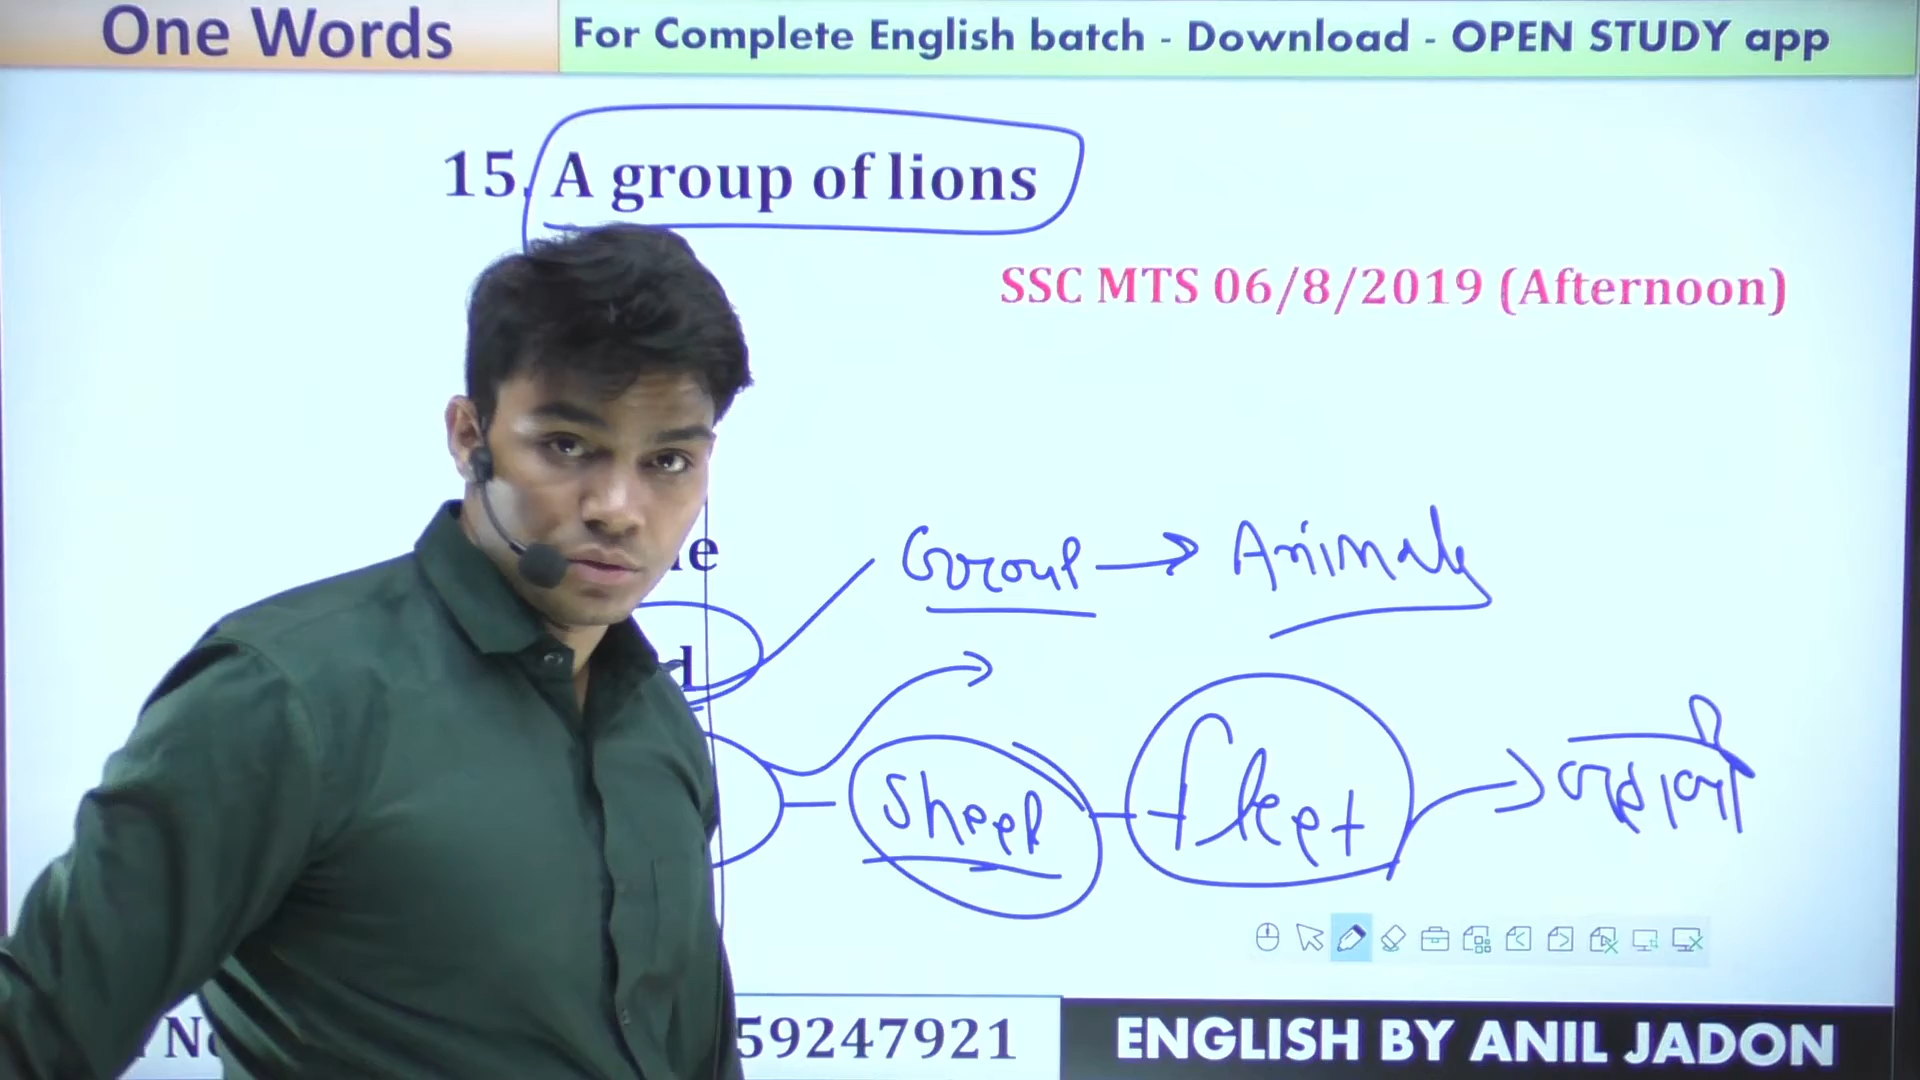 One Words
For Complete English batch - Download - OPEN STUDY app
15. A group of lions
SSC MTS 06/8/2019 (Afternoon)
Group → Animals
Sheep fleet → जहाजों
59247921
ENGLISH BY ANIL JADON